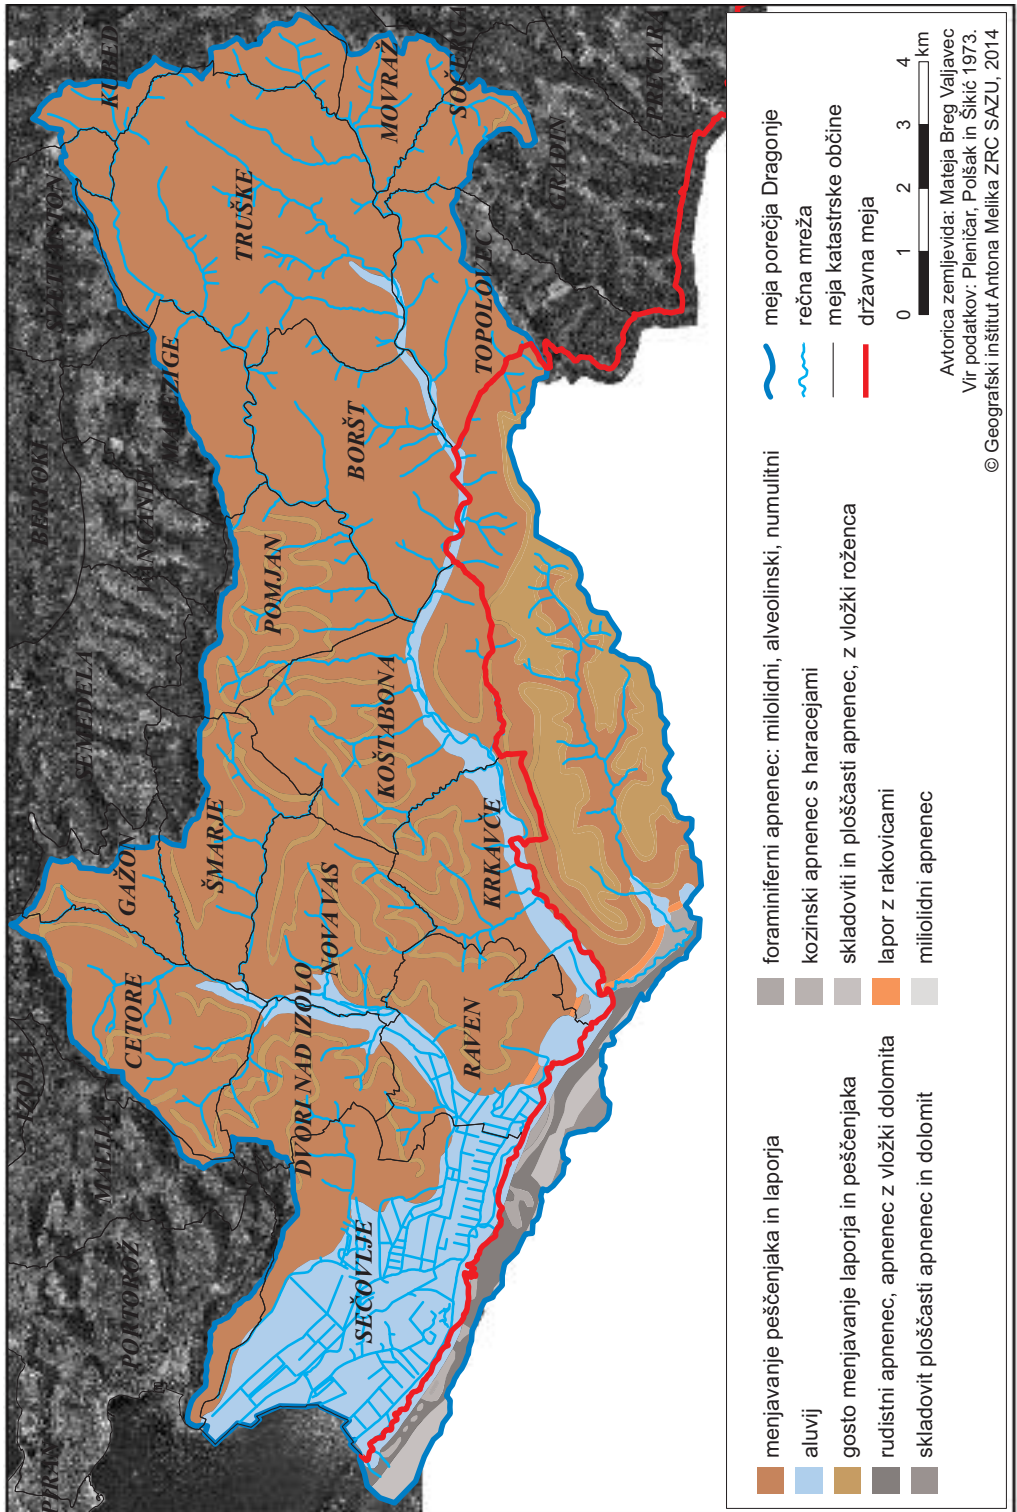 PIRAN
PORTOROŽ
MALIJA
IZOLA
CETORE
GAŽON
SEMEDELA
BERTOKI
VANGANEL
KUBED
ŠMARJE
POMJAN
TRUŠKE
MOVRAŽ
SOČERGA
GRADIN
PREGARA
SEČOVLJE
DVORI NAD IZOLO
NOVA VAS
KOŠTABONA
BORŠT
TOPOLOVEC
RAVEN
KRKAVČE
menjavanje peščenjaka in laporja
aluvij
gosto menjavanje laporja in peščenjaka
rudistni apnenec, apnenec z vložki dolomita
skladovit ploščasti apnenec in dolomit
foraminiferni apnenec: milolidni, alveolinski, numulitni
kozinski apnenec s haracejami
skladoviti in ploščasti apnenec, z vložki roženca
lapor z rakovicami
miliolidni apnenec
meja porečja Dragonje
rečna mreža
meja katastrske občine
državna meja
0 1 2 3 4 km
Avtorica zemljevida: Mateja Breg Valjavec
Vir podatkov: Pleničar, Polšak in Šikić 1973.
© Geografski inštitut Antona Melika ZRC SAZU, 2014